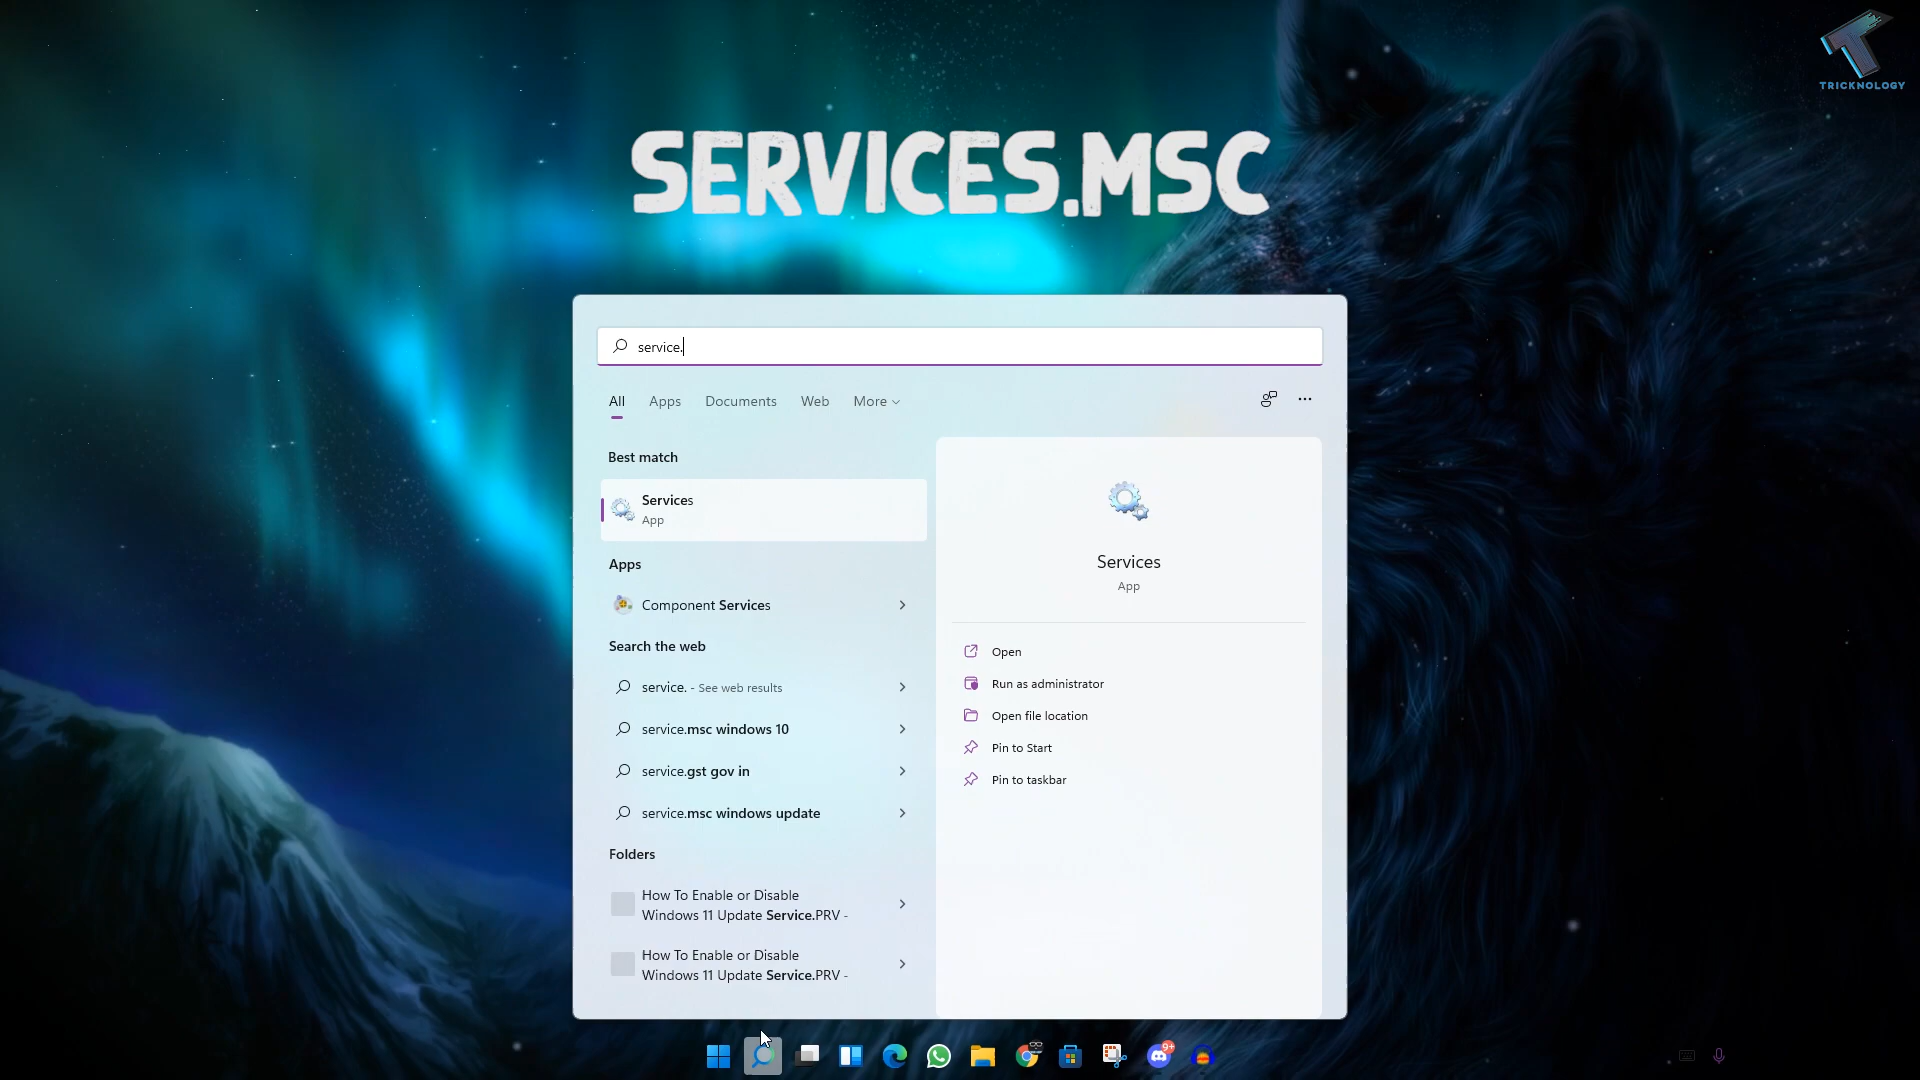 TRICKNOLOGY
SERVICES.MSC
service.
All Apps Documents Web More
Best match
Services
App
Apps
Component Services
Search the web
service. - See web results
service.msc windows 10
service.gst gov in
service.msc windows update
Folders
How To Enable or Disable
Windows 11 Update Service.PRV -
How To Enable or Disable
Windows 11 Update Service.PRV -
Services
App
Open
Run as administrator
Open file location
Pin to Start
Pin to taskbar
9+